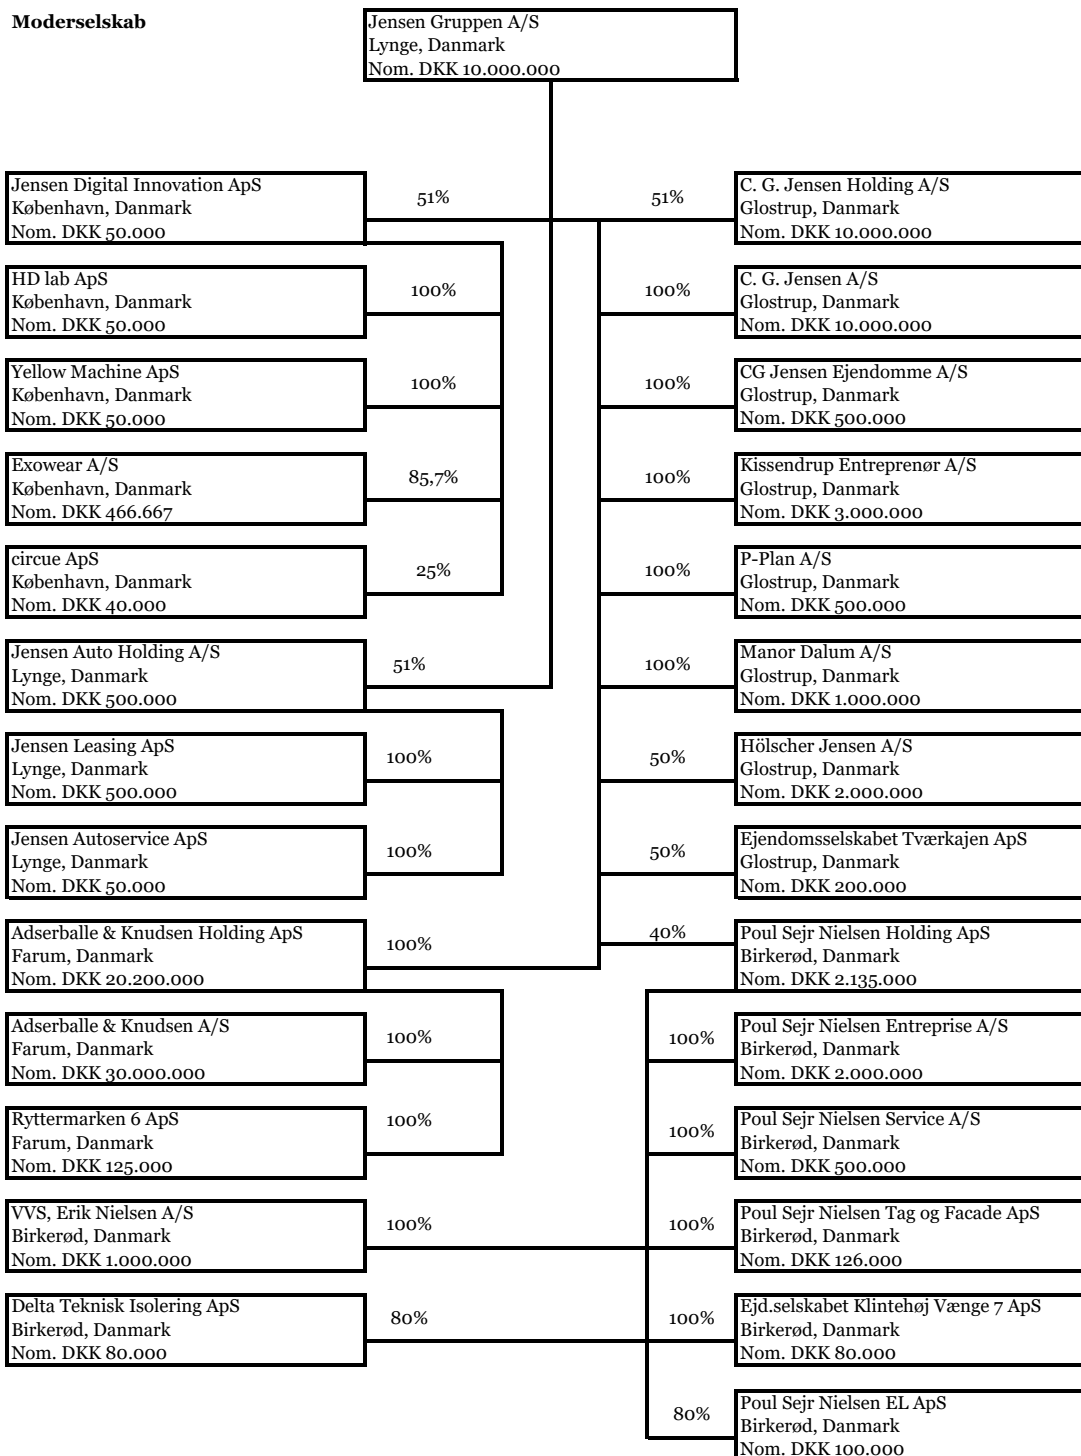 Moderselskab
Jensen Gruppen A/S
Lynge, Danmark
Nom. DKK 10.000.000
Jensen Digital Innovation ApS
København, Danmark
Nom. DKK 50.000
51%
51%
C. G. Jensen Holding A/S
Glostrup, Danmark
Nom. DKK 10.000.000
HD lab ApS
København, Danmark
Nom. DKK 50.000
100%
100%
C. G. Jensen A/S
Glostrup, Danmark
Nom. DKK 10.000.000
Yellow Machine ApS
København, Danmark
Nom. DKK 50.000
100%
100%
CG Jensen Ejendomme A/S
Glostrup, Danmark
Nom. DKK 500.000
Exowear A/S
København, Danmark
Nom. DKK 466.667
85,7%
100%
Kissendrup Entreprenør A/S
Glostrup, Danmark
Nom. DKK 3.000.000
circue ApS
København, Danmark
Nom. DKK 40.000
25%
100%
P-Plan A/S
Glostrup, Danmark
Nom. DKK 500.000
Jensen Auto Holding A/S
Lynge, Danmark
Nom. DKK 500.000
51%
100%
Manor Dalum A/S
Glostrup, Danmark
Nom. DKK 1.000.000
Jensen Leasing ApS
Lynge, Danmark
Nom. DKK 500.000
100%
50%
Hölscher Jensen A/S
Glostrup, Danmark
Nom. DKK 2.000.000
Jensen Autoservice ApS
Lynge, Danmark
Nom. DKK 50.000
100%
50%
Ejendomsselskabet Tværkajen ApS
Glostrup, Danmark
Nom. DKK 200.000
Adserballe & Knudsen Holding ApS
Farum, Danmark
Nom. DKK 20.200.000
100%
40%
Poul Sejr Nielsen Holding ApS
Birkerød, Danmark
Nom. DKK 2.135.000
Adserballe & Knudsen A/S
Farum, Danmark
Nom. DKK 30.000.000
100%
100%
Poul Sejr Nielsen Entreprise A/S
Birkerød, Danmark
Nom. DKK 2.000.000
Ryttermarken 6 ApS
Farum, Danmark
Nom. DKK 125.000
100%
100%
Poul Sejr Nielsen Service A/S
Birkerød, Danmark
Nom. DKK 500.000
VVS, Erik Nielsen A/S
Birkerød, Danmark
Nom. DKK 1.000.000
100%
100%
Poul Sejr Nielsen Tag og Facade ApS
Birkerød, Danmark
Nom. DKK 126.000
Delta Teknisk Isolering ApS
Birkerød, Danmark
Nom. DKK 80.000
80%
100%
Ejd.selskabet Klintehøj Vænge 7 ApS
Birkerød, Danmark
Nom. DKK 80.000
80%
Poul Sejr Nielsen EL ApS
Birkerød, Danmark
Nom. DKK 100.000